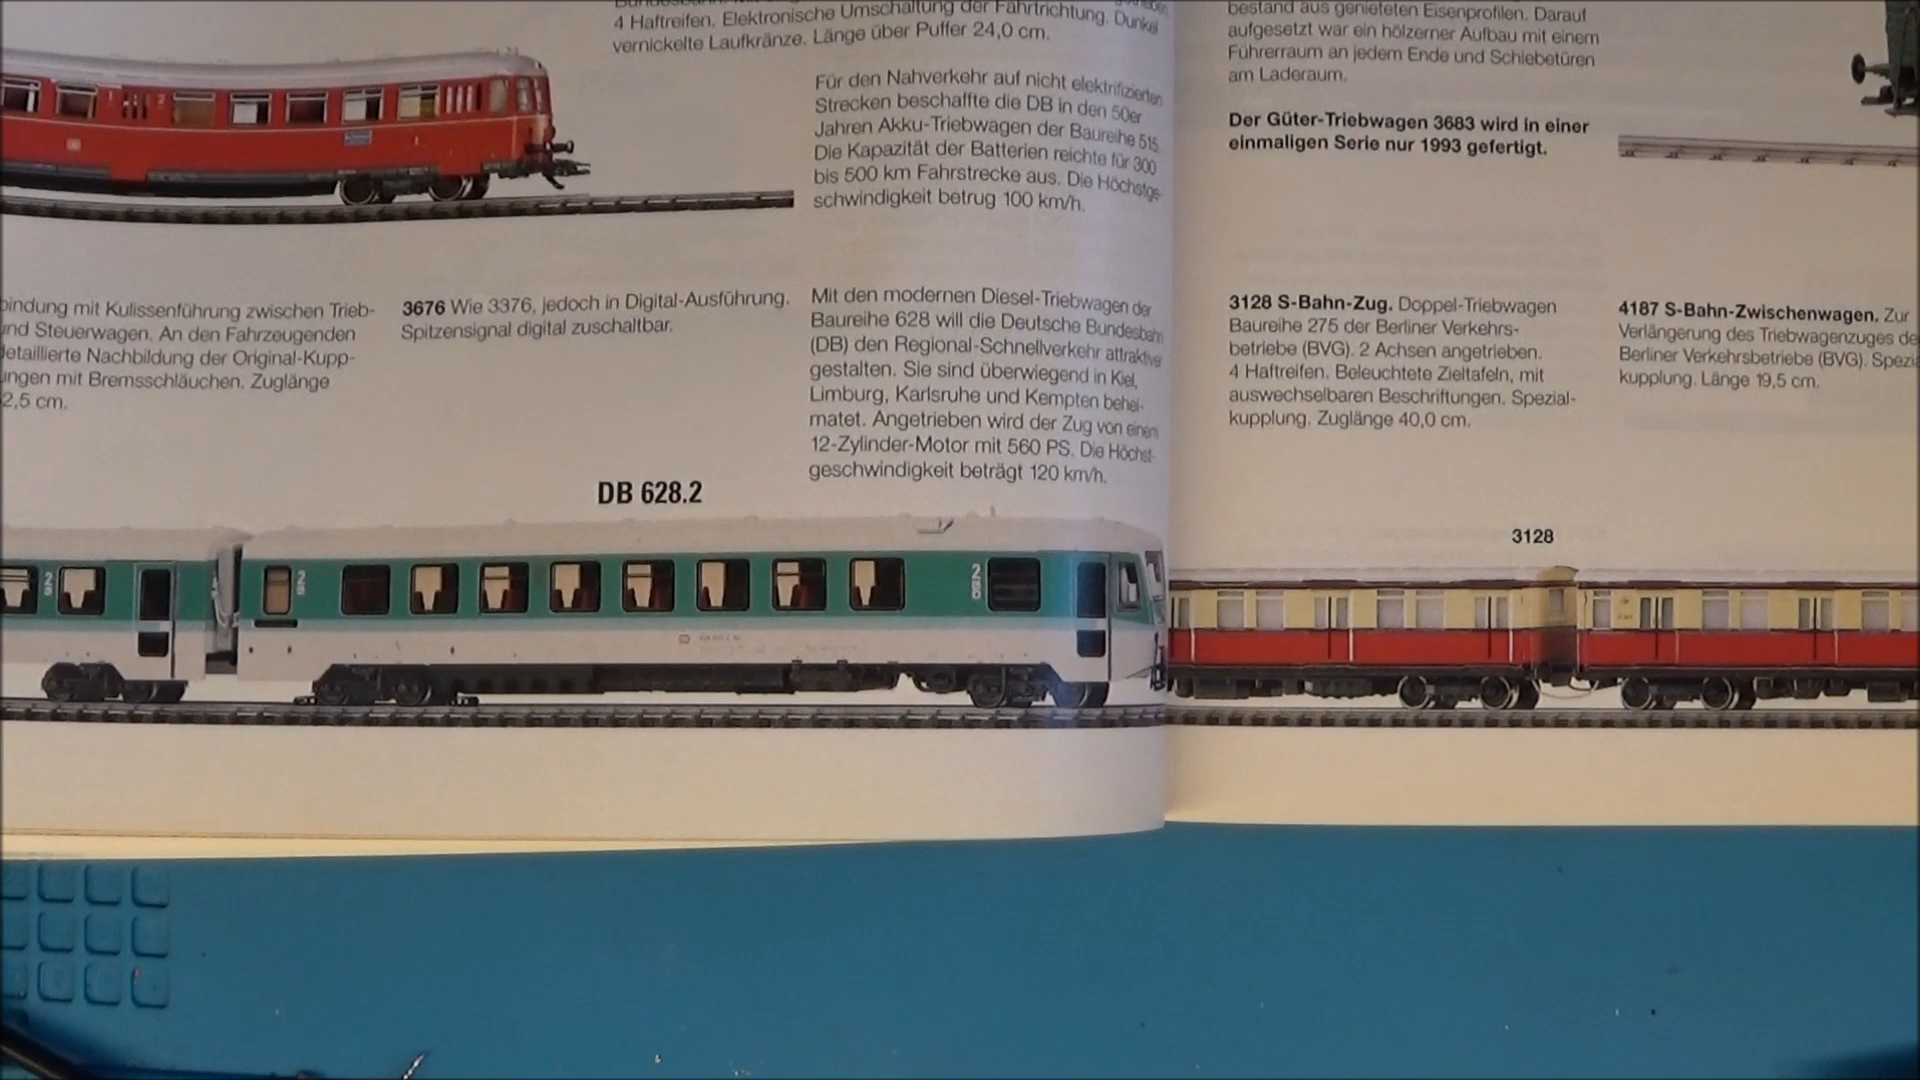 4 Haftreifen. Elektronische Umschaltung der Fahrtrichtung. Dunkel
vernickelte Laufkränze. Länge über Puffer 24,0 cm.
Für den Nahverkehr auf nicht elektrifizierten
Strecken beschaffte die DB in den 50er
Jahren Akku-Triebwagen der Baureihe 515.
Die Kapazität der Batterien reichte für 300
bis 500 km Fahrstrecke aus. Die Höchstge-
schwindigkeit betrug 100 km/h.
bindung mit Kulissenführung zwischen Trieb-
und Steuerwagen. An den Fahrzeugenden
detaillierte Nachbildung der Original-Kupp-
ungen mit Bremsschläuchen. Zuglänge
2,5 cm.
3676 Wie 3376, jedoch in Digital-Ausführung.
Spitzensignal digital zuschaltbar.
Mit den modernen Diesel-Triebwagen der
Baureihe 628 will die Deutsche Bundesbahn
(DB) den Regional-Schnellverkehr attraktiver
gestalten. Sie sind überwiegend in Kiel,
Limburg, Karlsruhe und Kempten behei-
matet. Angetrieben wird der Zug von einem
12-Zylinder-Motor mit 560 PS. Die Höchst-
geschwindigkeit beträgt 120 km/h.
DB 628.2
2
2
2
bestand aus genieteten Eisenprofilen. Darauf
aufgesetzt war ein hölzerner Aufbau mit einem
Führerraum an jedem Ende und Schiebetüren
am Laderaum.
Der Güter-Triebwagen 3683 wird in einer
einmaligen Serie nur 1993 gefertigt.
3128 S-Bahn-Zug. Doppel-Triebwagen
Baureihe 275 der Berliner Verkehrs-
betriebe (BVG). 2 Achsen angetrieben.
4 Haftreifen. Beleuchtete Zieltafeln, mit
auswechselbaren Beschriftungen. Spezial-
kupplung. Zuglänge 40,0 cm.
4187 S-Bahn-Zwischenwagen. Zur
Verlängerung des Triebwagenzuges de
Berliner Verkehrsbetriebe (BVG). Spezia
kupplung. Länge 19,5 cm.
3128